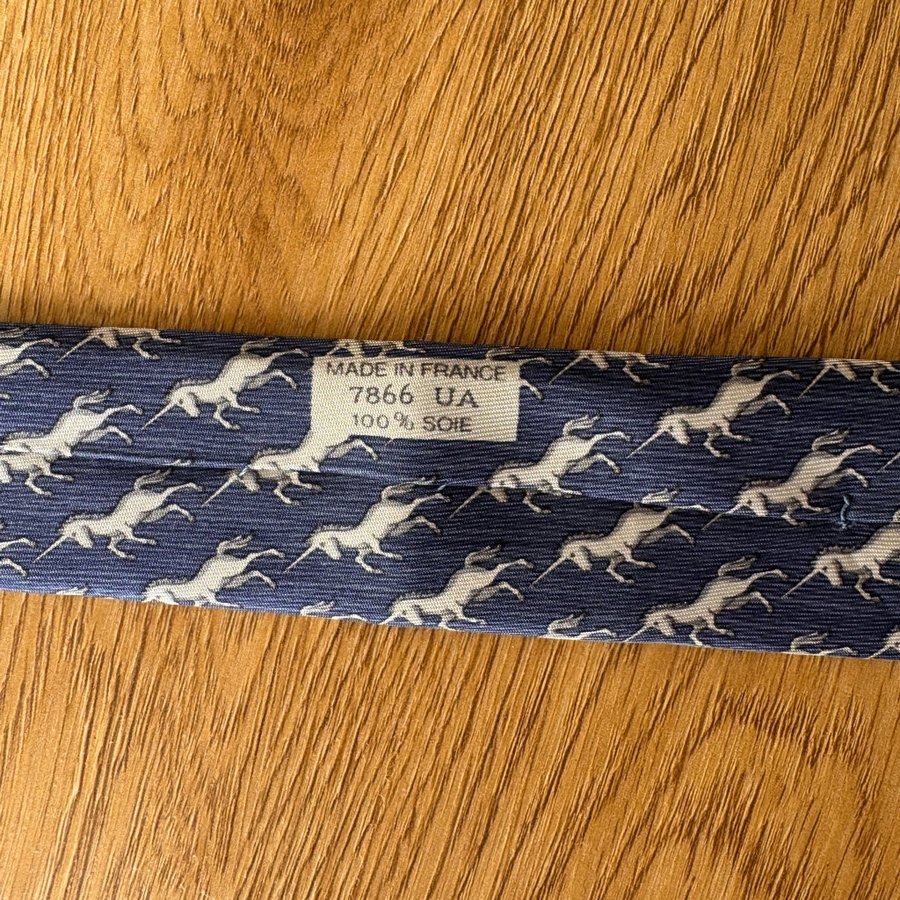 MADE IN FRANCE
7866 UA
100% SOIE